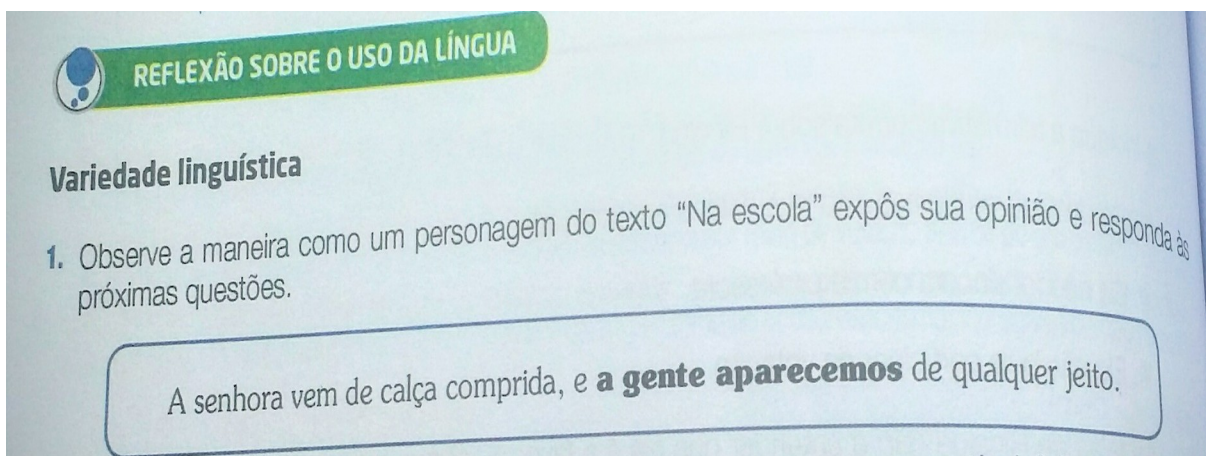 REFLEXÃO SOBRE O USO DA LÍNGUA
Variedade linguística
1. Observe a maneira como um personagem do texto “Na escola” expôs sua opinião e responda às
próximas questões.
A senhora vem de calça comprida, e a gente aparecemos de qualquer jeito.